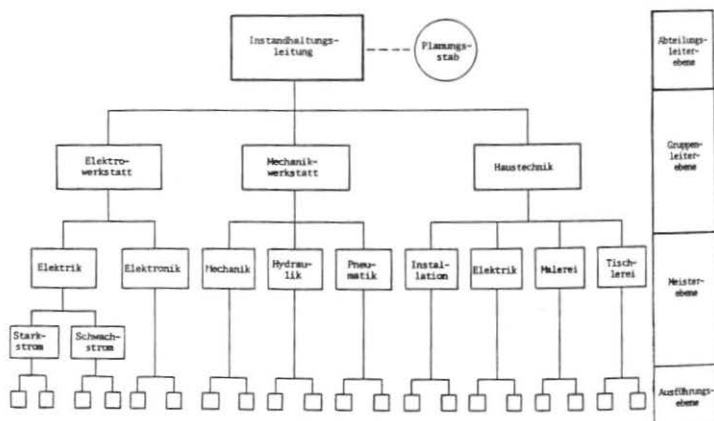 Instandhaltungs-
leitung
Planungs-
stab
Abteilungs-
leiter-
ebene
Elektro-
werkstatt
Mechanik-
werkstatt
Haustechnik
Gruppen-
leiter-
ebene
Elektrik
Elektronik
Mechanik
Hydrau-
lik
Pneu-
matik
Instal-
lation
Elektrik
Malerei
Tisch-
lerei
Meister-
ebene
Stark-
strom
Schwach-
strom
Ausführungs-
ebene